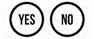 YES NO